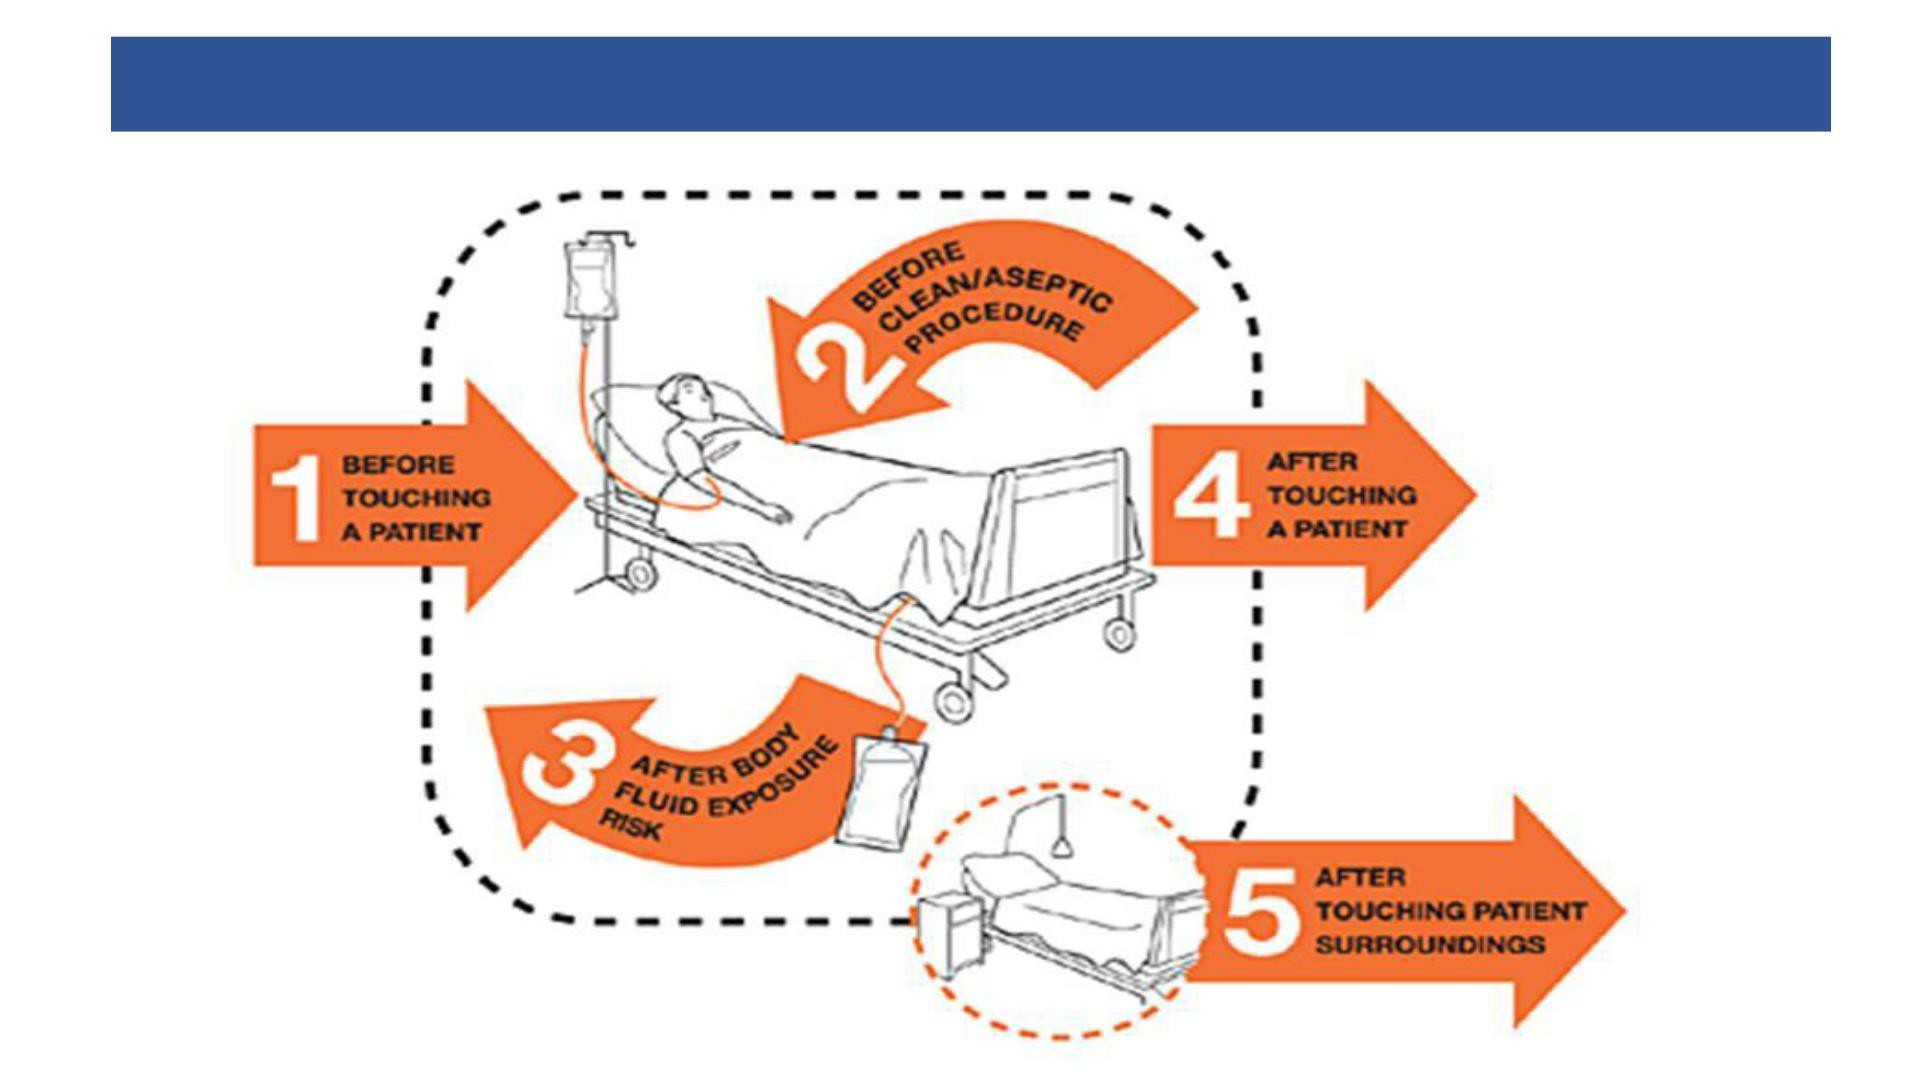 1
BEFORE
TOUCHING
A PATIENT
2
BEFORE
CLEAN/ASEPTIC
PROCEDURE
3
AFTER BODY
FLUID EXPOSURE
RISK
4
AFTER
TOUCHING
A PATIENT
5
AFTER
TOUCHING PATIENT
SURROUNDINGS